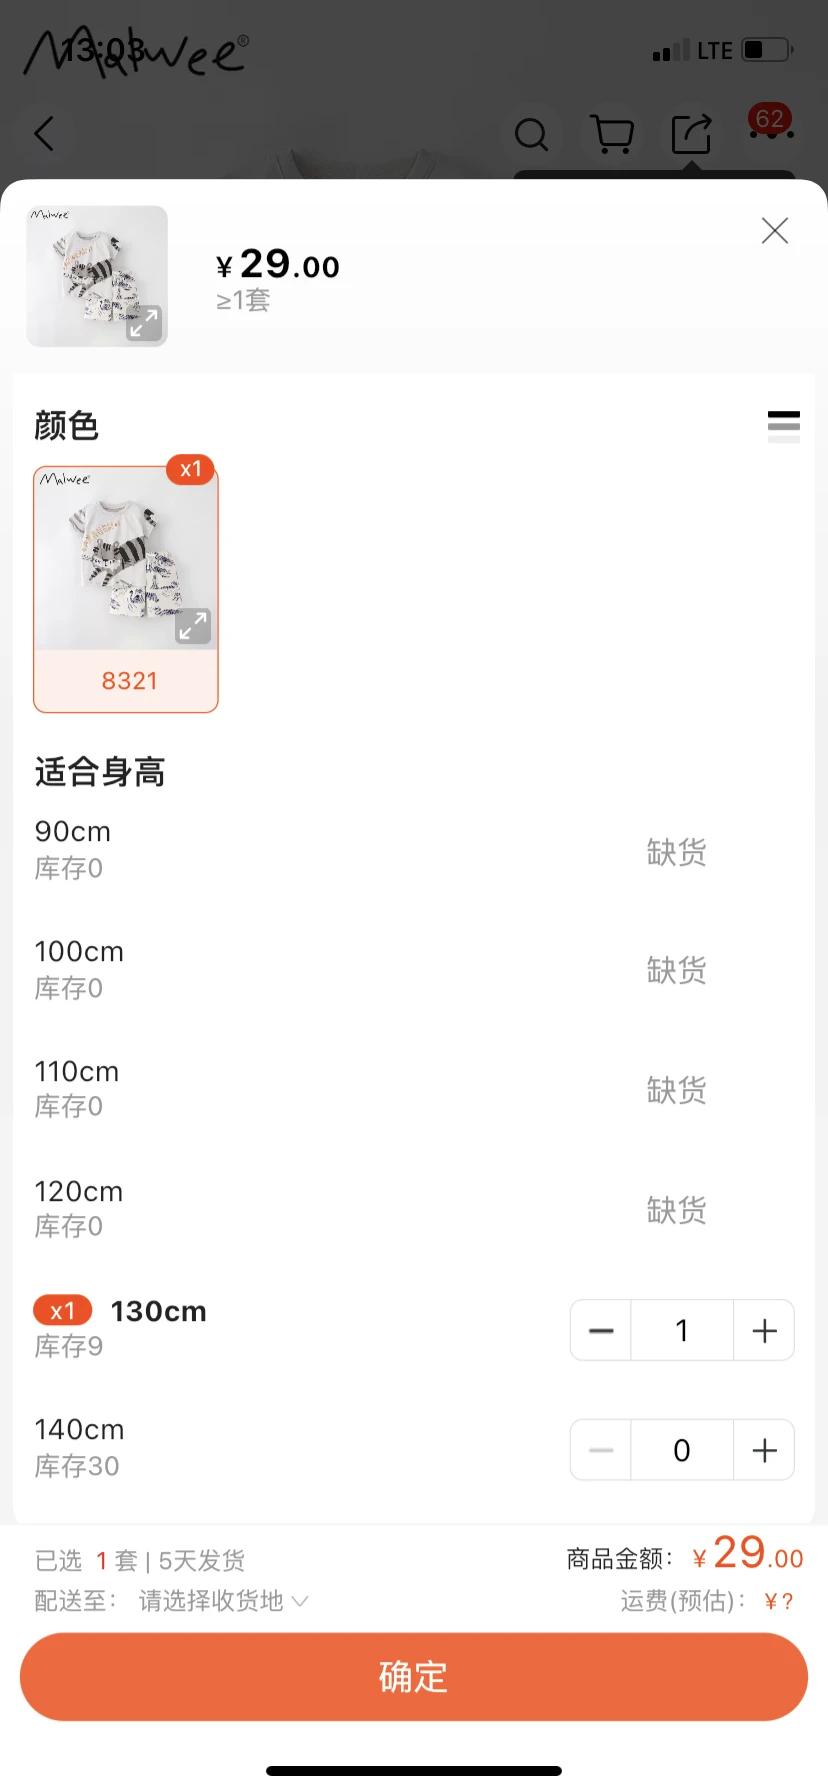 Malwee®
13:03
LTE
62
Malwee
¥29.00
≥1套
颜色
x1
Malwee
8321
适合身高
90cm
库存0
缺货
100cm
库存0
缺货
110cm
库存0
缺货
120cm
库存0
缺货
x1 130cm
库存9
1
140cm
库存30
0
已选 1 套 | 5天发货
商品金额: ¥29.00
配送至: 请选择收货地
运费(预估): ¥?
确定